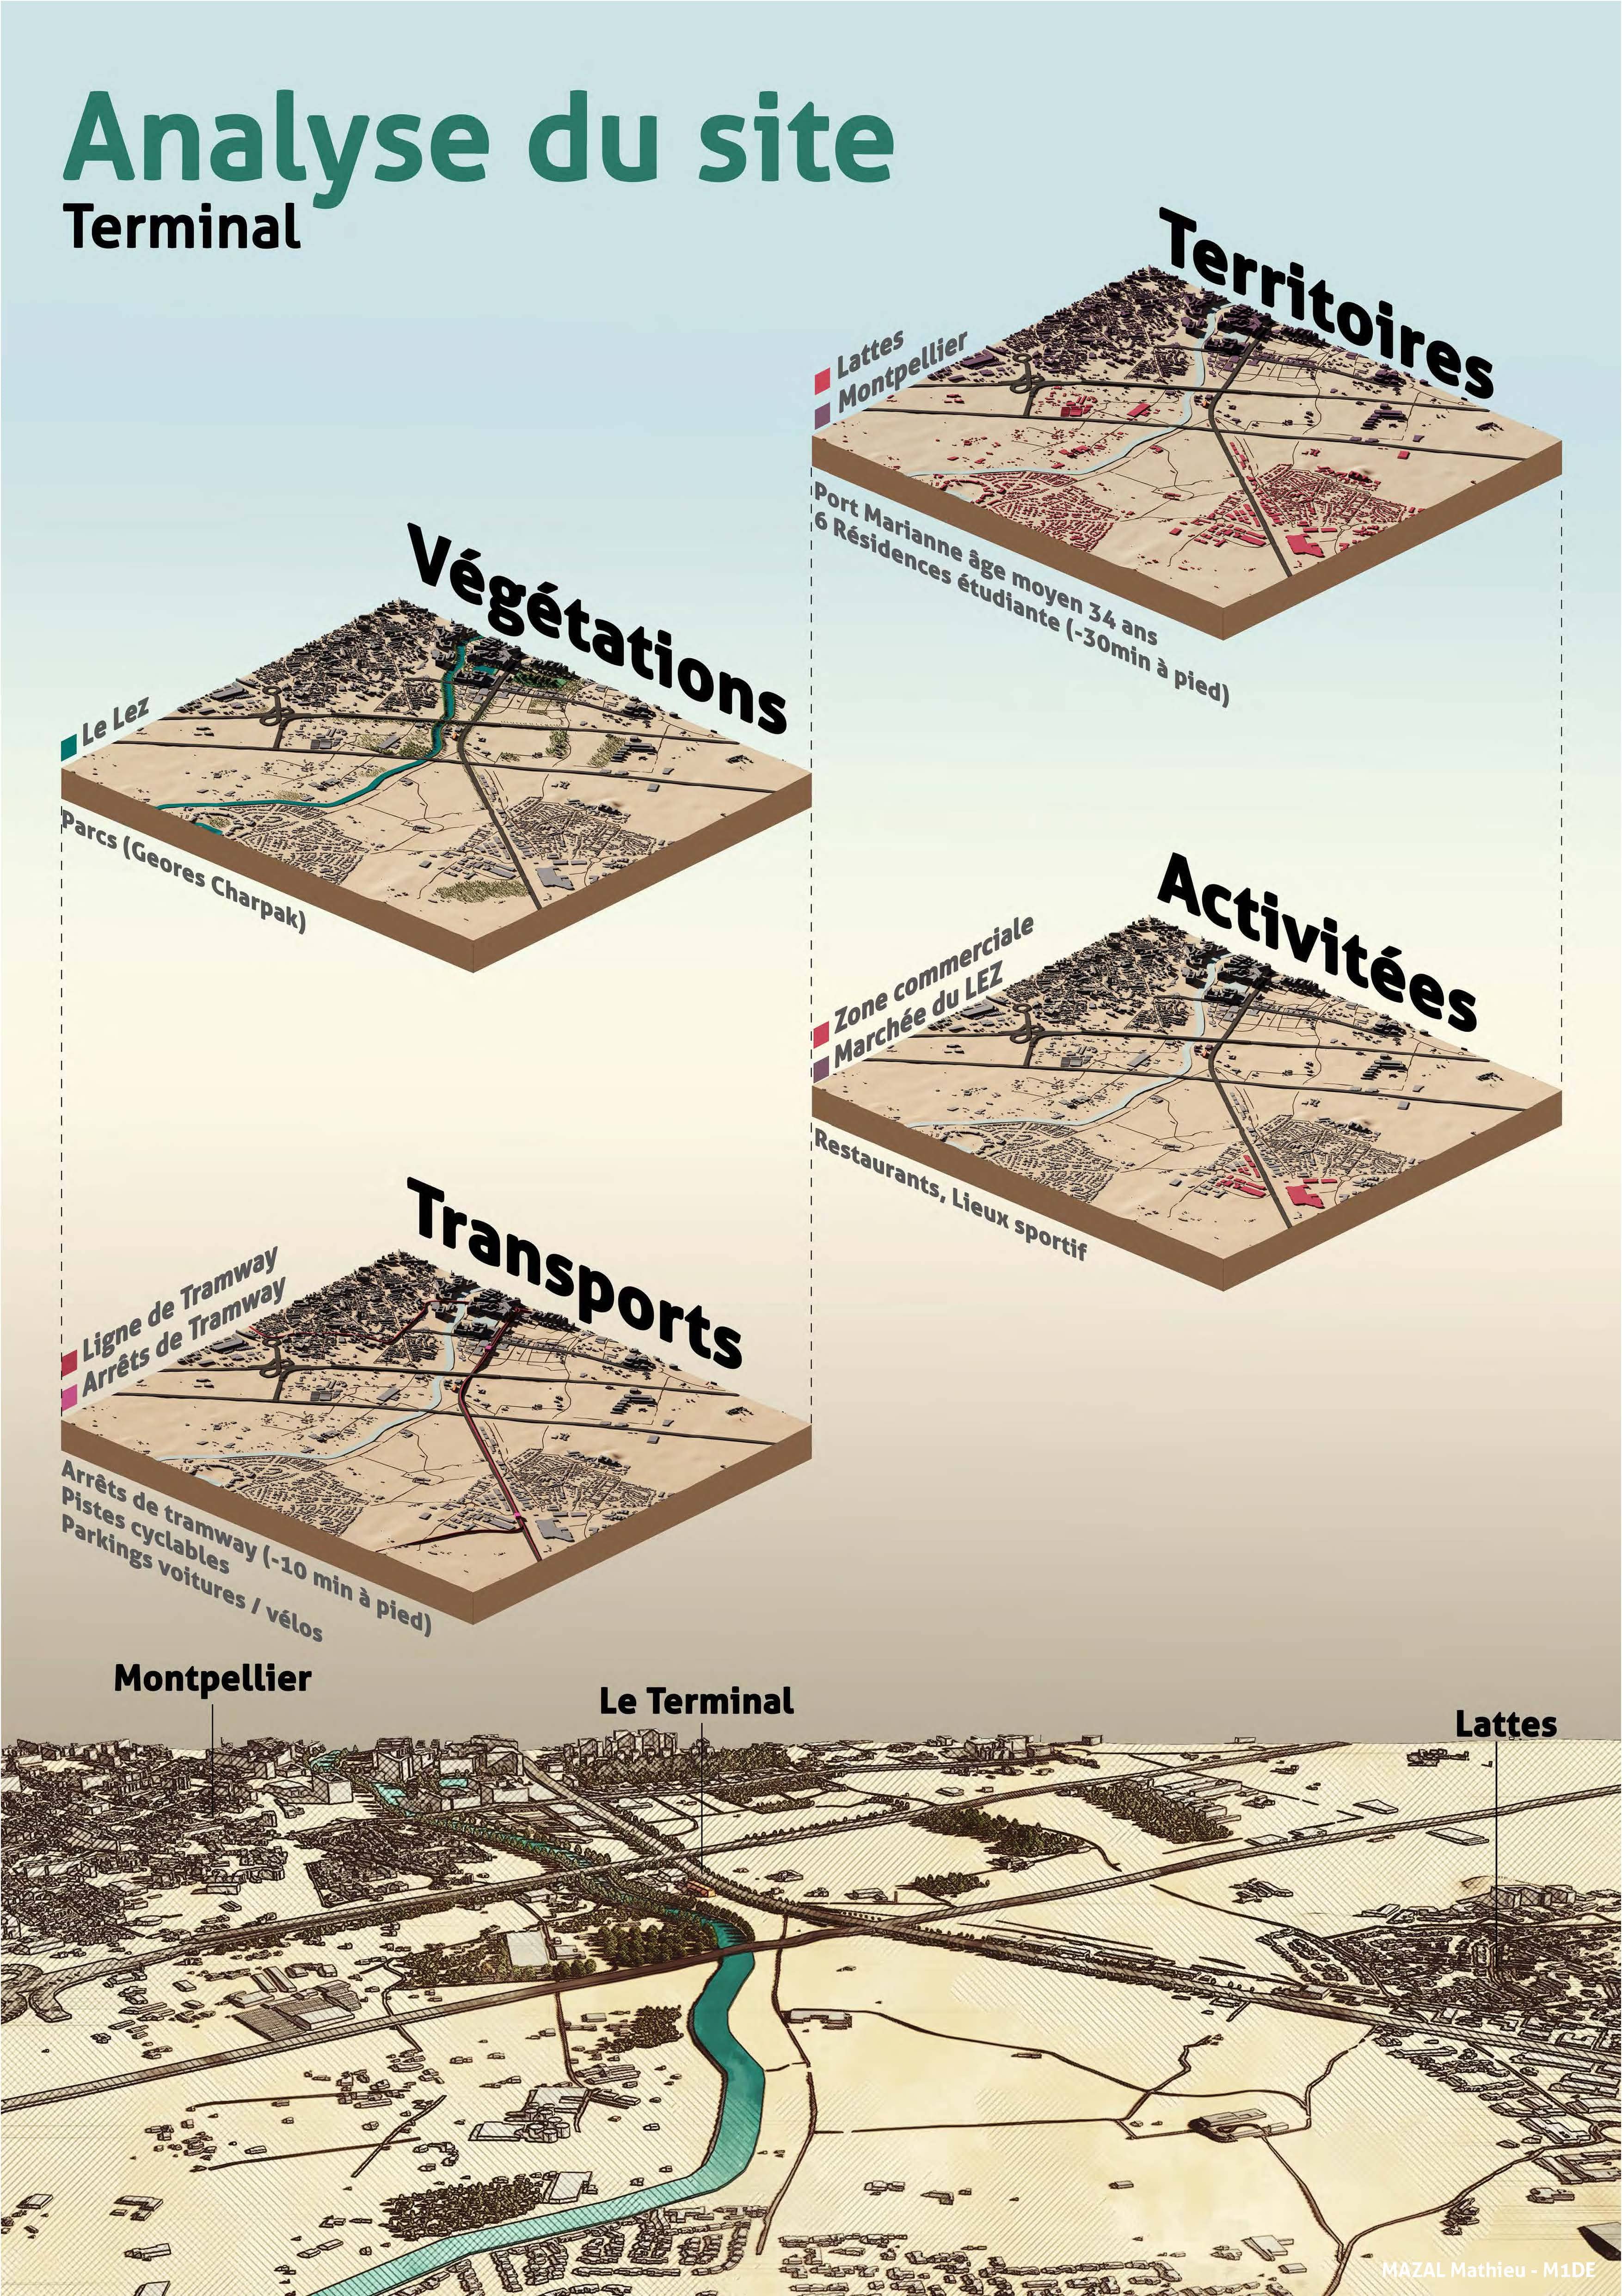 Analyse du site
Terminal
Territoires
Lattes
Montpellier
Port Marianne âge moyen 34 ans
6 Résidences étudiante (-30min à pied)
Végétations
Le Lez
Parcs (Geores Charpak)
Activitées
Zone commerciale
Marchée du LEZ
Restaurants, Lieux sportif
Transports
Ligne de Tramway
Arrêts de Tramway
Arrêts de tramway (-10 min à pied)
Pistes cyclables
Parkings voitures / vélos
Montpellier
Le Terminal
Lattes
MAZAL Mathieu - M1DE